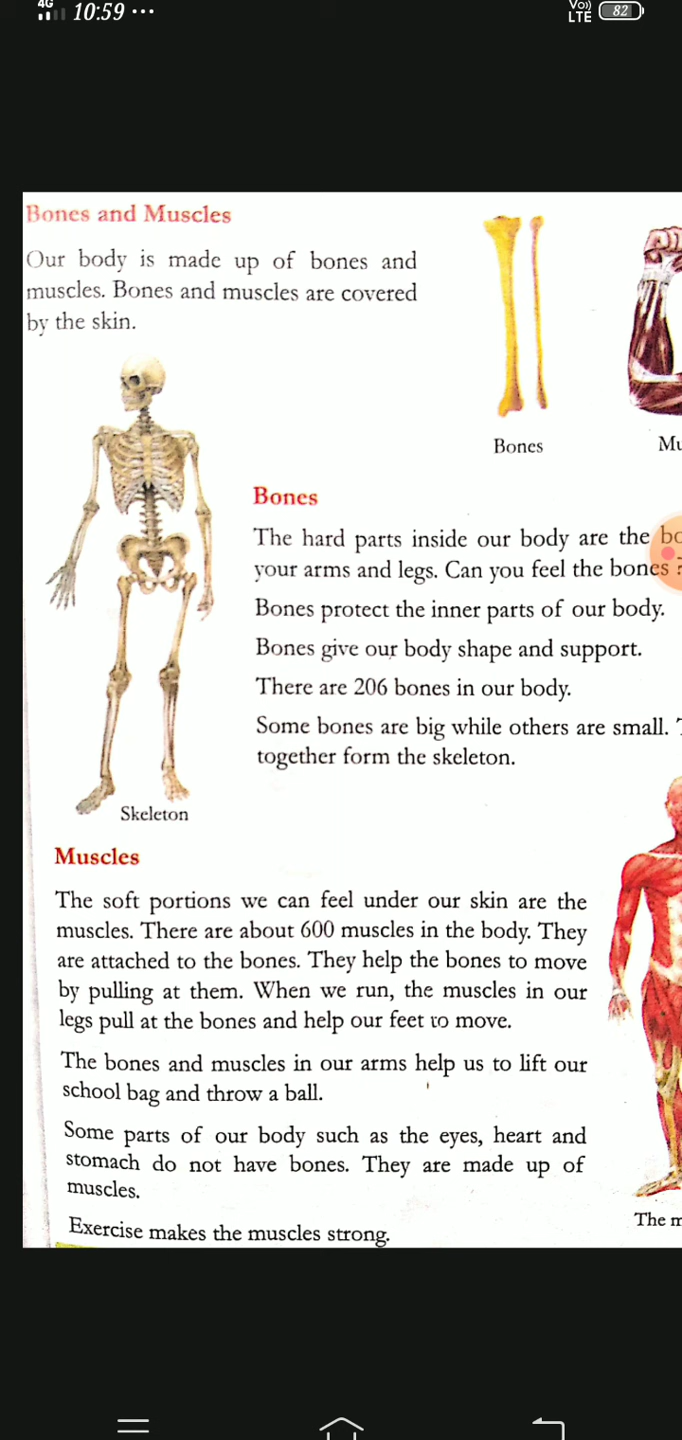 4G 10:59 ... Vo)) LTE 82
Bones and Muscles
Our body is made up of bones and
muscles. Bones and muscles are covered
by the skin.
Bones
Bones
The hard parts inside our body are the
your arms and legs. Can you feel the bones ?
Bones protect the inner parts of our body.
Bones give our body shape and support.
There are 206 bones in our body.
Some bones are big while others are small.
together form the skeleton.
Skeleton
Muscles
The soft portions we can feel under our skin are the
muscles. There are about 600 muscles in the body. They
are attached to the bones. They help the bones to move
by pulling at them. When we run, the muscles in our
legs pull at the bones and help our feet to move.
The bones and muscles in our arms help us to lift our
school bag and throw a ball.
Some parts of our body such as the eyes, heart and
stomach do not have bones. They are made up of
muscles.
Exercise makes the muscles strong.
The